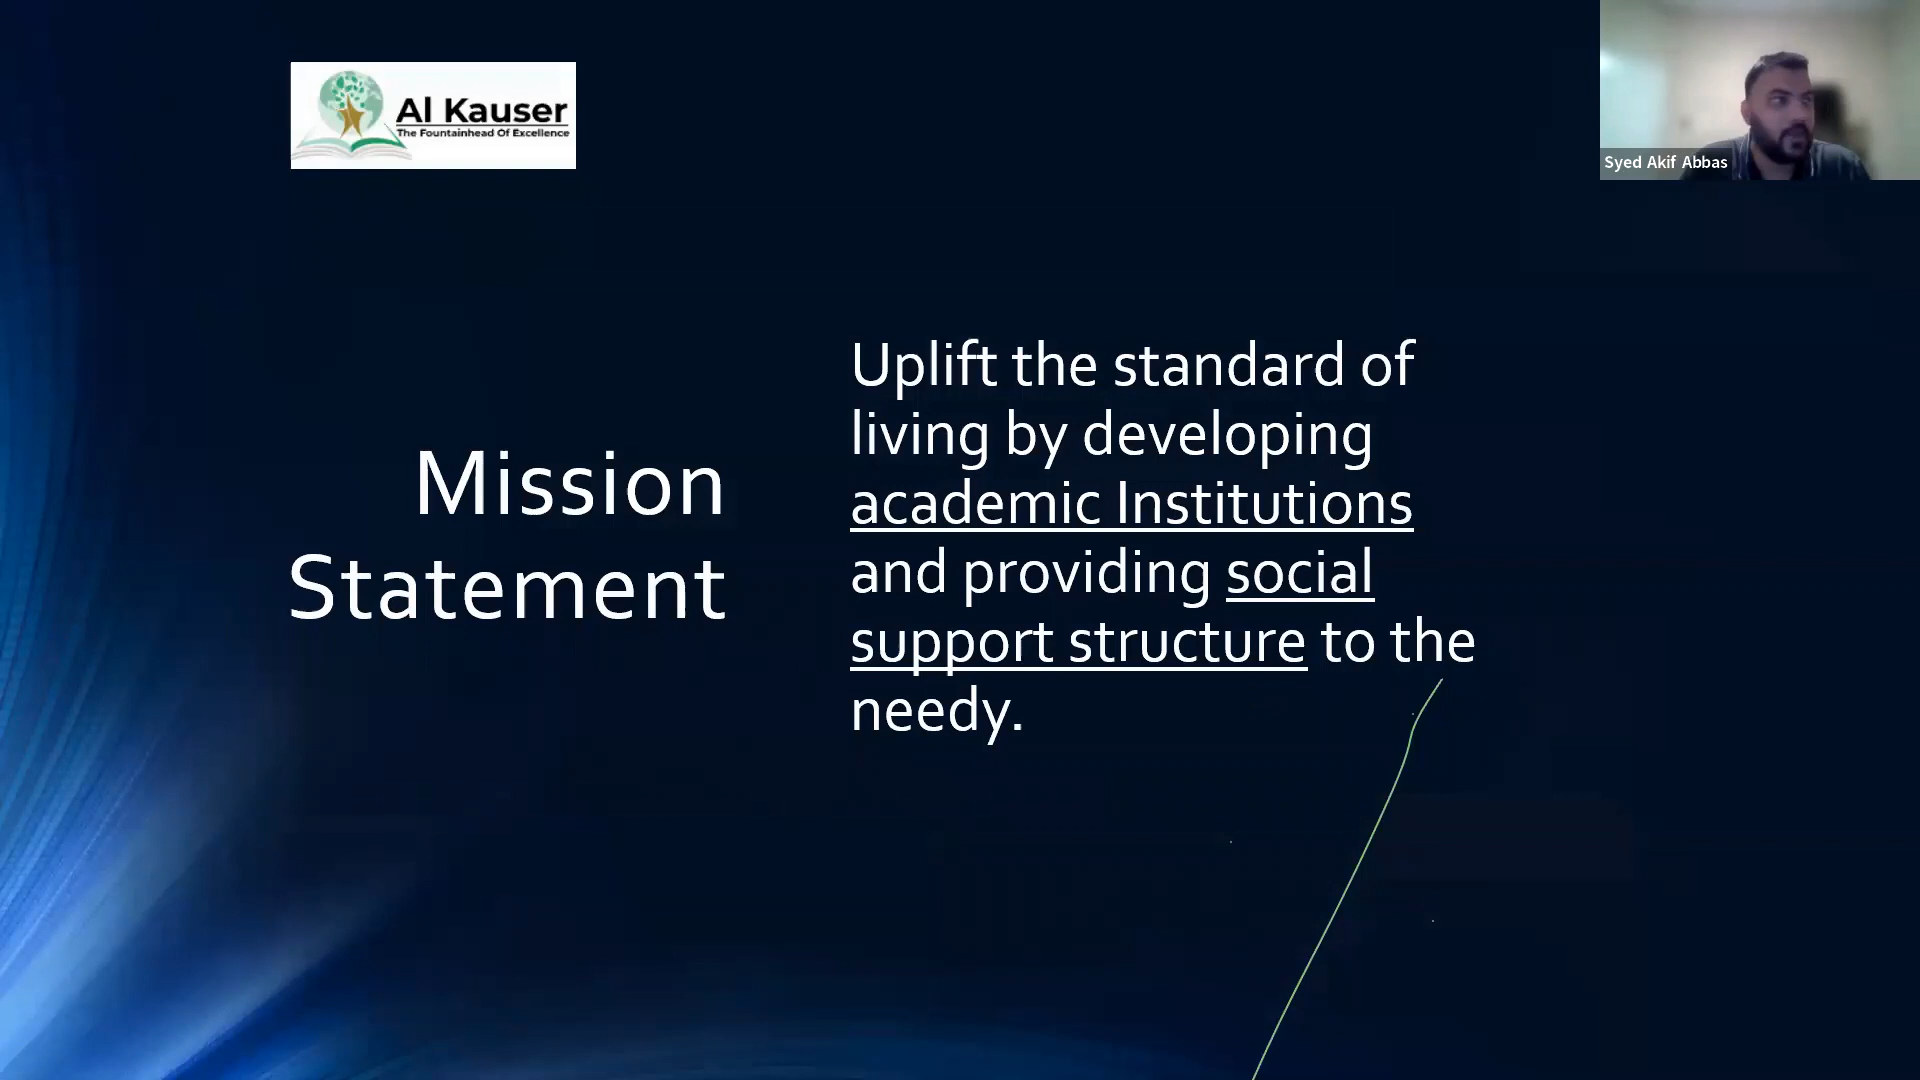 Al Kauser
The Fountainhead Of Excellence
Syed Akif Abbas
Mission
Statement
Uplift the standard of
living by developing
academic Institutions
and providing social
support structure to the
needy.